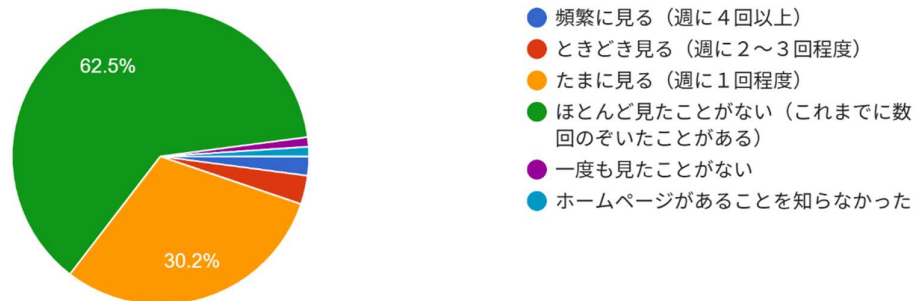 62.5%
30.2%
頻繁に見る（週に４回以上）
ときどき見る（週に２～３回程度）
たまに見る（週に１回程度）
ほとんど見たことがない（これまでに数
回のぞいたことがある）
一度も見たことがない
ホームページがあることを知らなかった